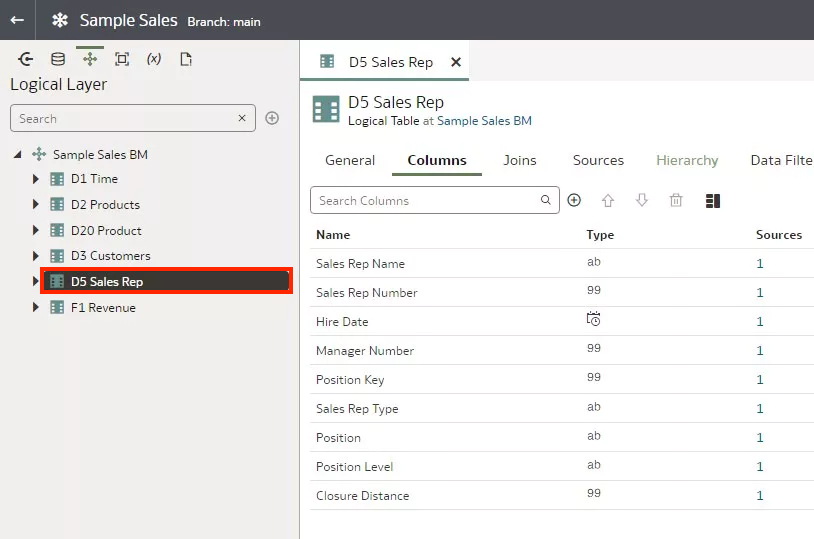 Sample Sales Branch: main
(x)
Logical Layer
Search
Sample Sales BM
D1 Time
D2 Products
D20 Product
D3 Customers
D5 Sales Rep
F1 Revenue
D5 Sales Rep
D5 Sales Rep
Logical Table at Sample Sales BM
General Columns Joins Sources Hierarchy Data Filte
Search Columns
Name Type Sources
Sales Rep Name ab 1
Sales Rep Number 99 1
Hire Date 1
Manager Number 99 1
Position Key 99 1
Sales Rep Type ab 1
Position ab 1
Position Level ab 1
Closure Distance 99 1